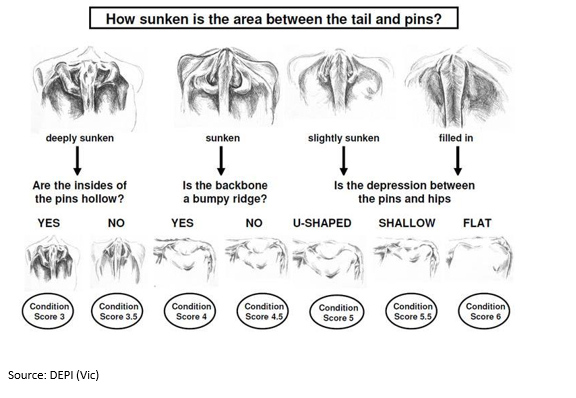 How sunken is the area between the tail and pins?
deeply sunken
sunken
slightly sunken
filled in
Are the insides of
the pins hollow?
Is the backbone
a bumpy ridge?
Is the depression between
the pins and hips
YES
NO
YES
NO
U-SHAPED
SHALLOW
FLAT
Condition
Score 3
Condition
Score 3.5
Condition
Score 4
Condition
Score 4.5
Condition
Score 5
Condition
Score 5.5
Condition
Score 6
Source: DEPI (Vic)